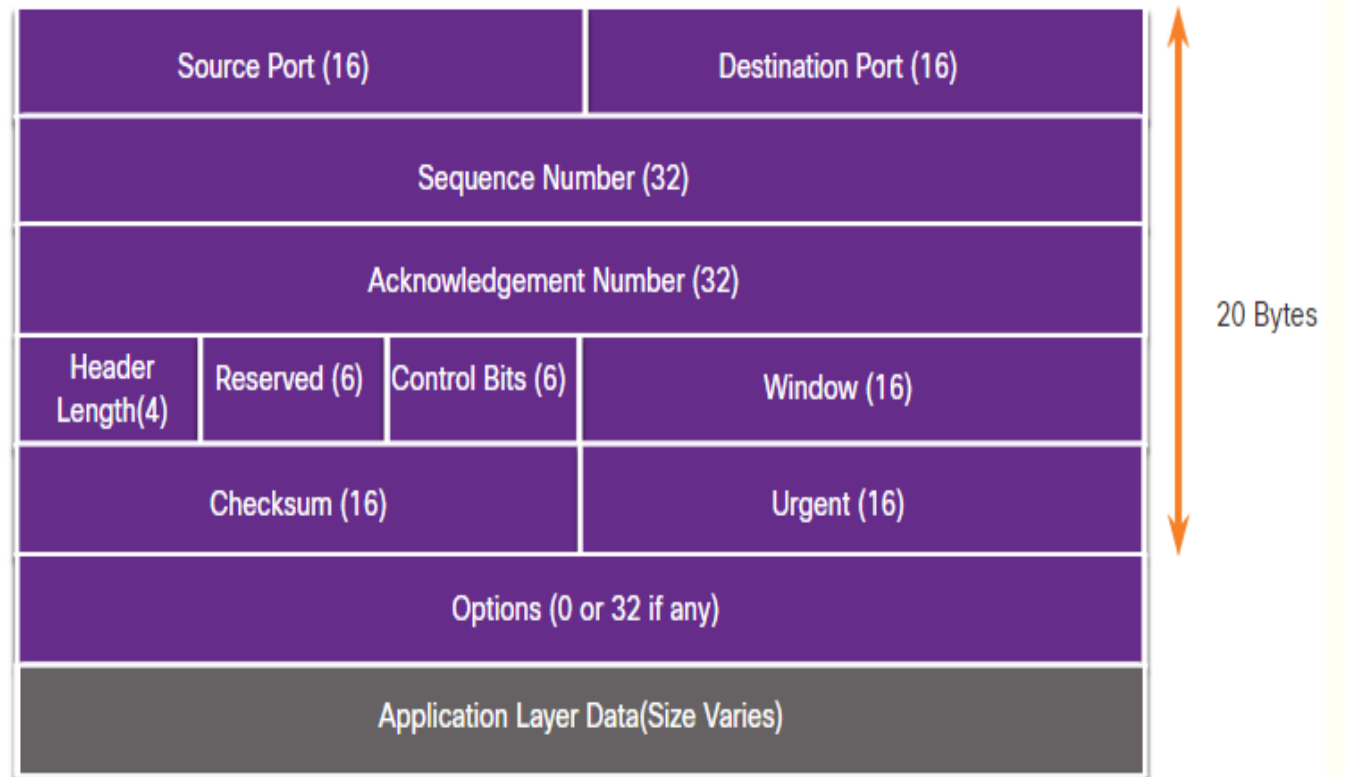 Source Port (16)
Destination Port (16)
Sequence Number (32)
Acknowledgement Number (32)
Header
Length(4)
Reserved (6)
Control Bits (6)
Window (16)
Checksum (16)
Urgent (16)
Options (0 or 32 if any)
Application Layer Data(Size Varies)
20 Bytes